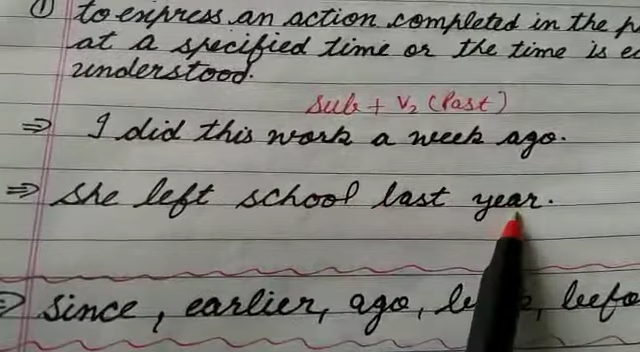 ① to express an action completed in the
at a specified time or the time is
understood.
Sub + V₂ (Past)
⇒ I did this work a week ago.
⇒ She left school last year.
⇒ Since, earlier, ago,